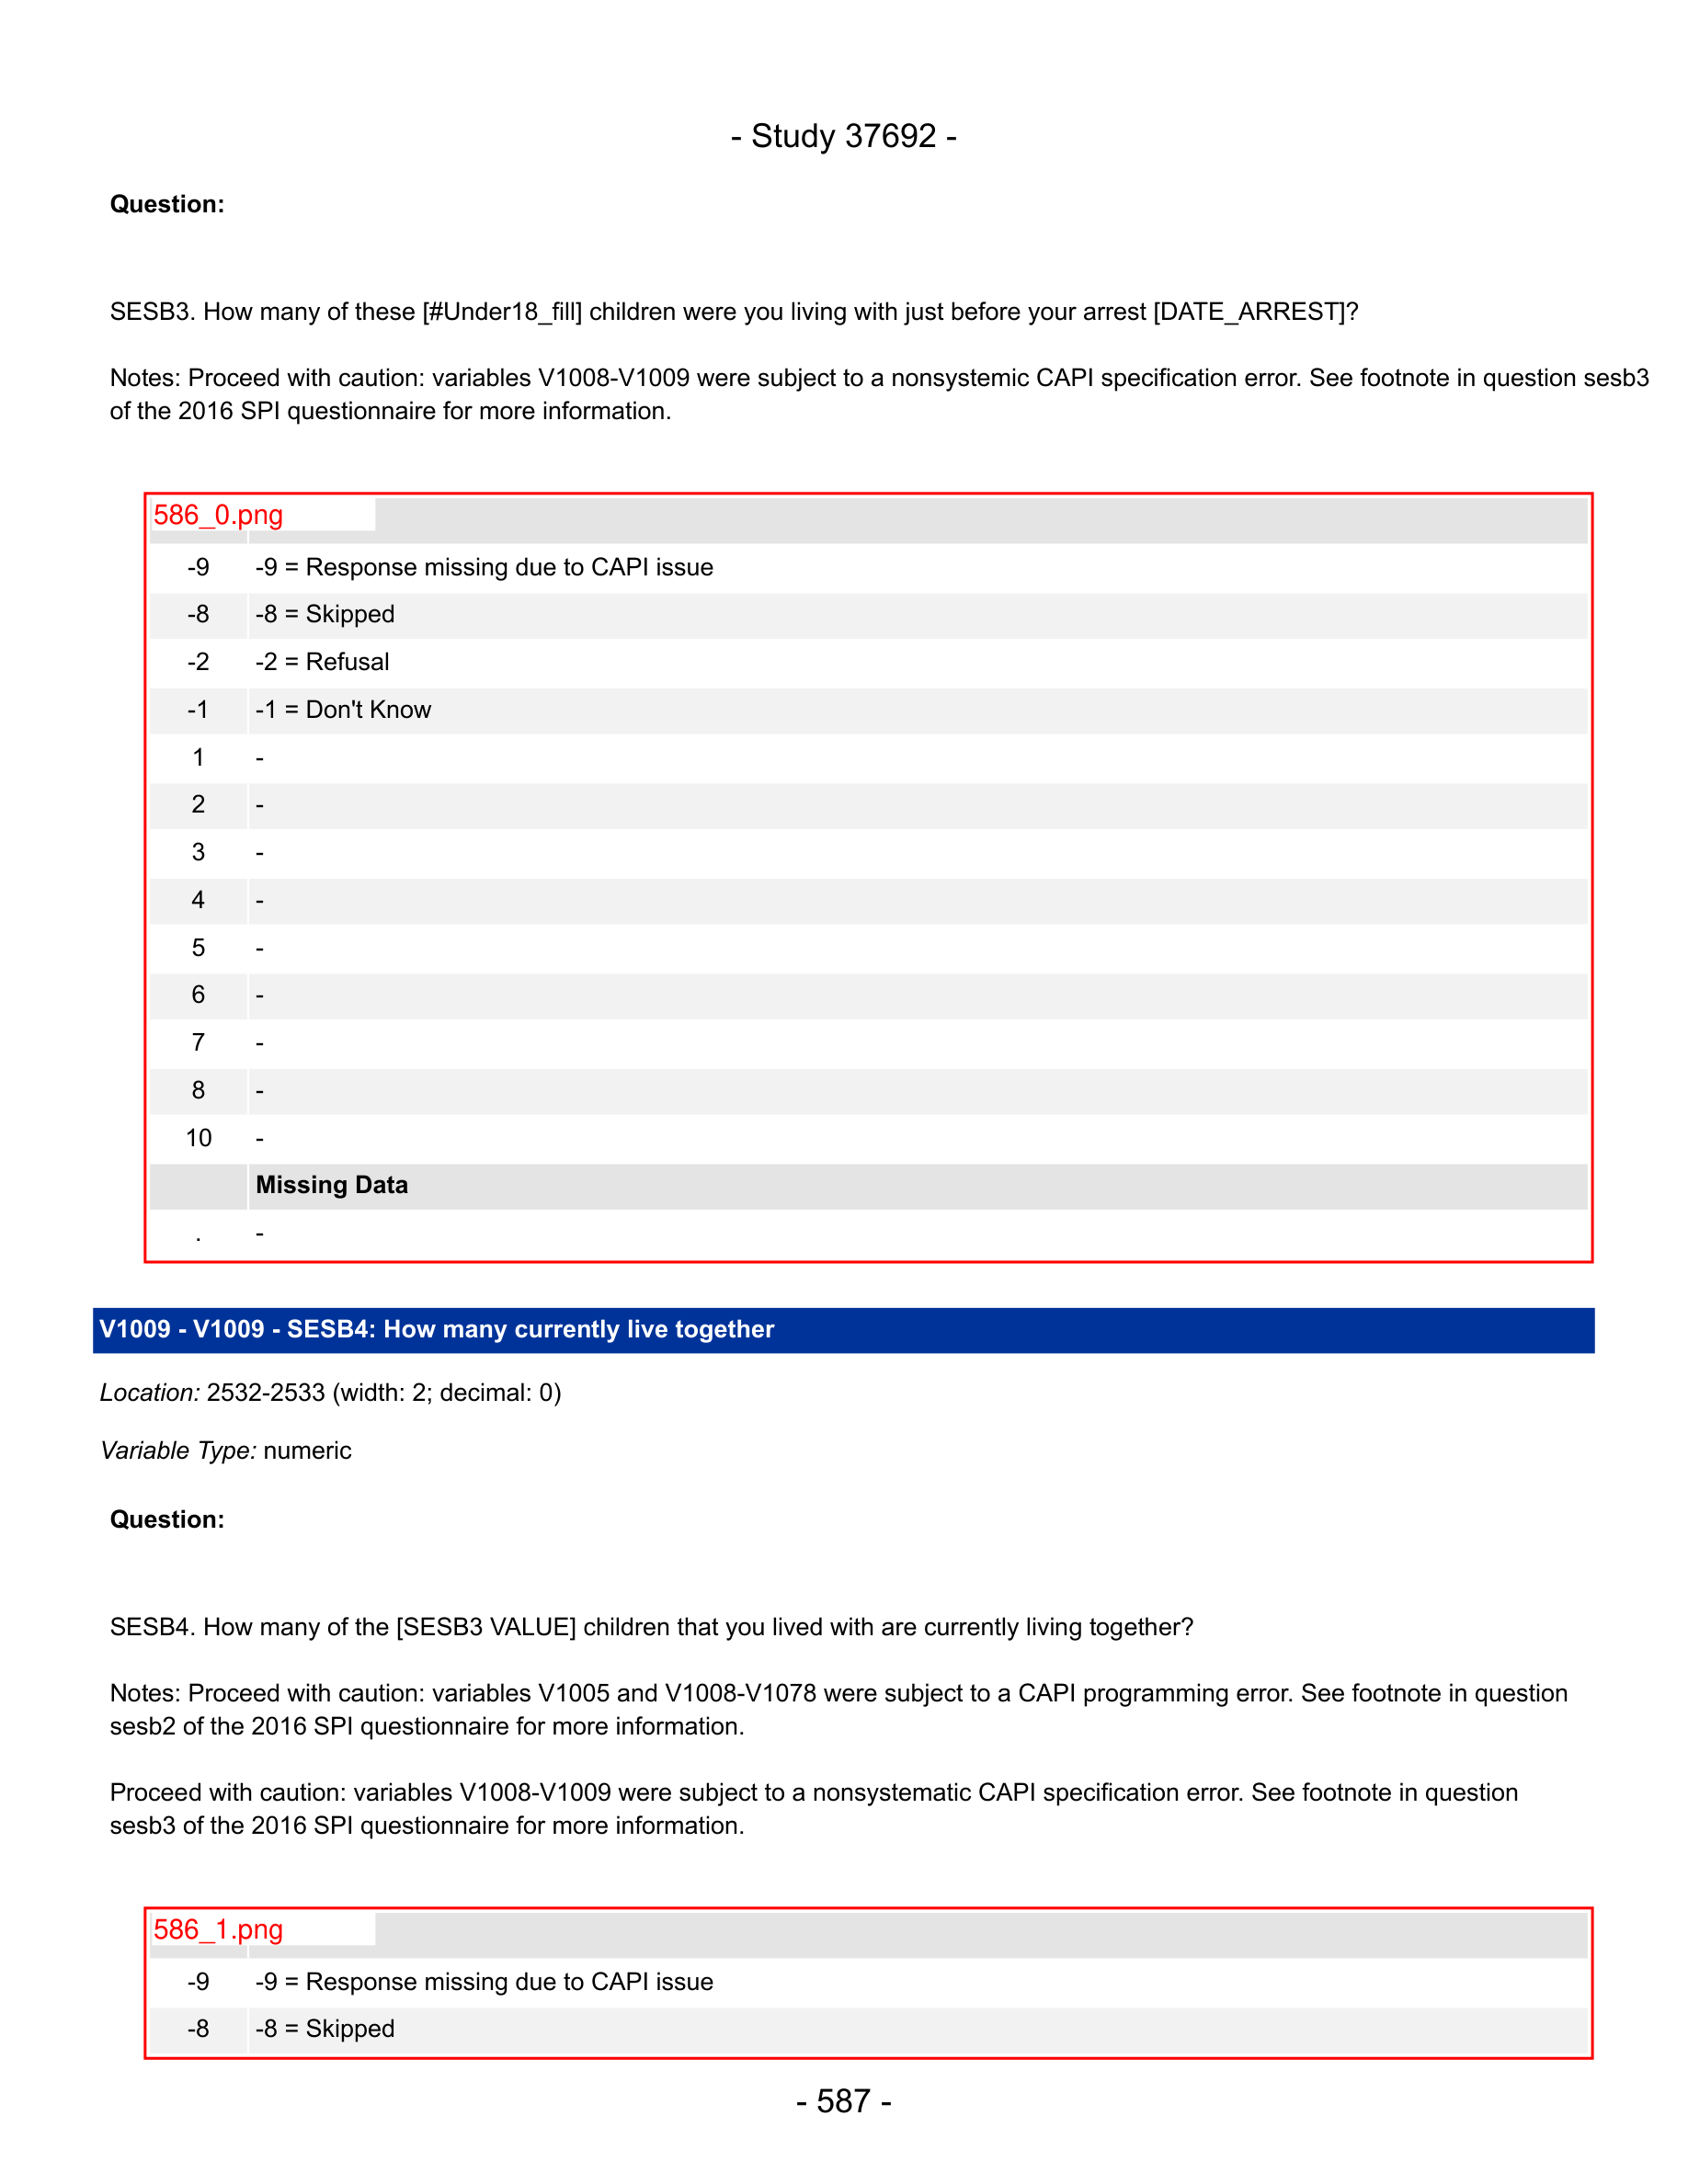 - Study 37692 -
Question:
SESB3. How many of these [#Under18_fill] children were you living with just before your arrest [DATE_ARREST]?
Notes: Proceed with caution: variables V1008-V1009 were subject to a nonsystemic CAPI specification error. See footnote in question sesb3
of the 2016 SPI questionnaire for more information.
586_0.png
-9 -9 = Response missing due to CAPI issue
-8 -8 = Skipped
-2 -2 = Refusal
-1 -1 = Don't Know
1 -
2 -
3 -
4 -
5 -
6 -
7 -
8 -
10 -
Missing Data
. -
V1009 - V1009 - SESB4: How many currently live together
Location: 2532-2533 (width: 2; decimal: 0)
Variable Type: numeric
Question:
SESB4. How many of the [SESB3 VALUE] children that you lived with are currently living together?
Notes: Proceed with caution: variables V1005 and V1008-V1078 were subject to a CAPI programming error. See footnote in question
sesb2 of the 2016 SPI questionnaire for more information.
Proceed with caution: variables V1008-V1009 were subject to a nonsystematic CAPI specification error. See footnote in question
sesb3 of the 2016 SPI questionnaire for more information.
586_1.png
-9 -9 = Response missing due to CAPI issue
-8 -8 = Skipped
- 587 -